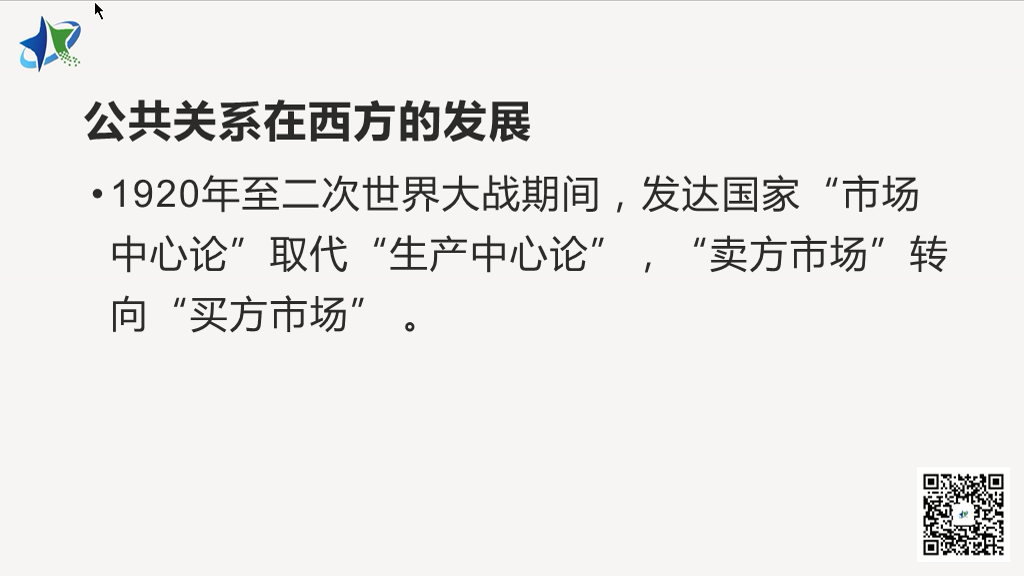 公共关系在西方的发展
•1920年至二次世界大战期间，发达国家“市场
中心论”取代“生产中心论”，“卖方市场”转
向“买方市场”。